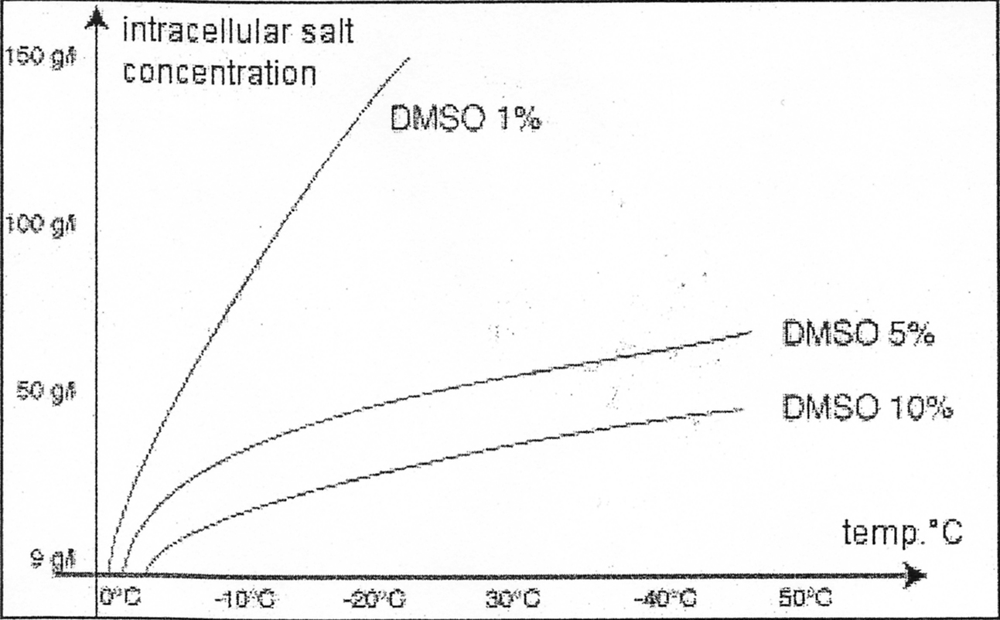 intracellular salt
concentration
150 g/l
DMSO 1%
100 g/l
DMSO 5%
50 g/l
DMSO 10%
temp.°C
9 g/l
0°C -10°C -20°C 30°C -40°C 50°C